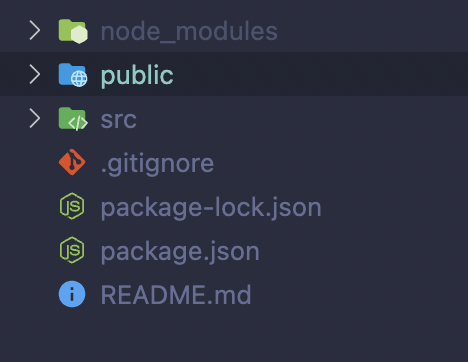 node_modules
public
src
.gitignore
package-lock.json
package.json
README.md